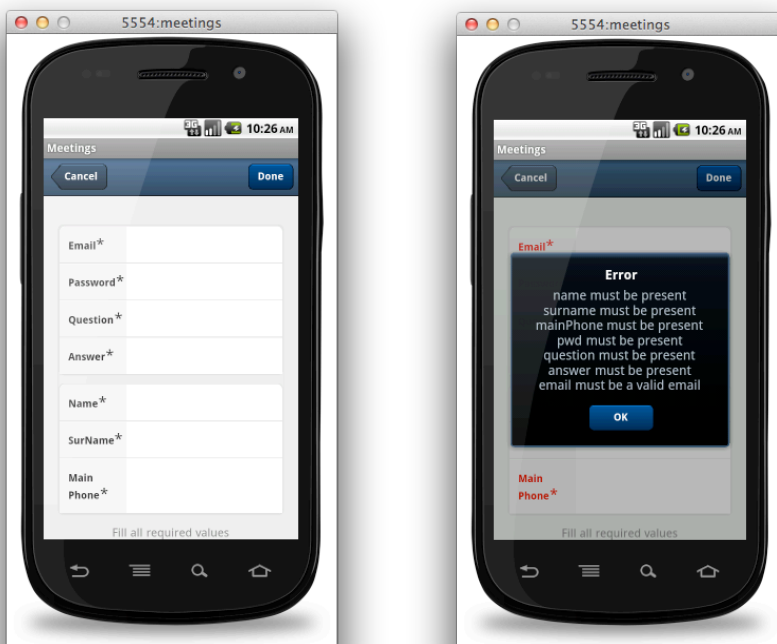 5554:meetings
3G
10:26 AM
Meetings
Cancel
Done
Email*
Password*
Question*
Answer*
Name*
SurName*
Main
Phone*
Fill all required values
5554:meetings
3G
10:26 AM
Meetings
Cancel
Done
Email*
Error
name must be present
surname must be present
mainPhone must be present
pwd must be present
question must be present
answer must be present
email must be a valid email
OK
Main
Phone*
Fill all required values